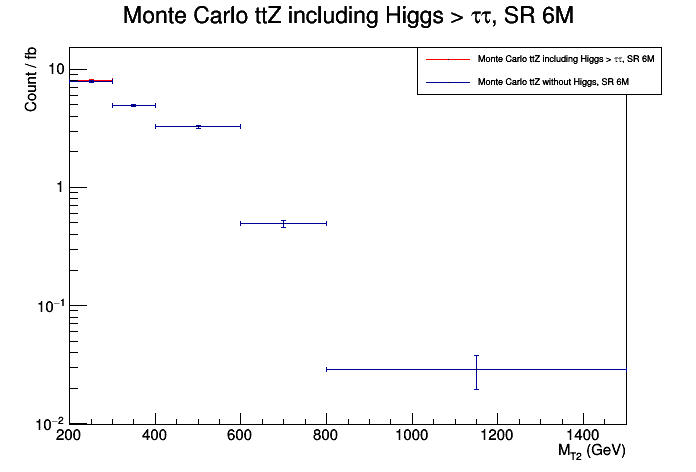 Monte Carlo ttZ including Higgs > ττ, SR 6M
Count / fb
Monte Carlo ttZ including Higgs > ττ, SR 6M
Monte Carlo ttZ without Higgs, SR 6M
10
1
10⁻¹
10⁻²
200 400 600 800 1000 1200 1400
M_T2 (GeV)